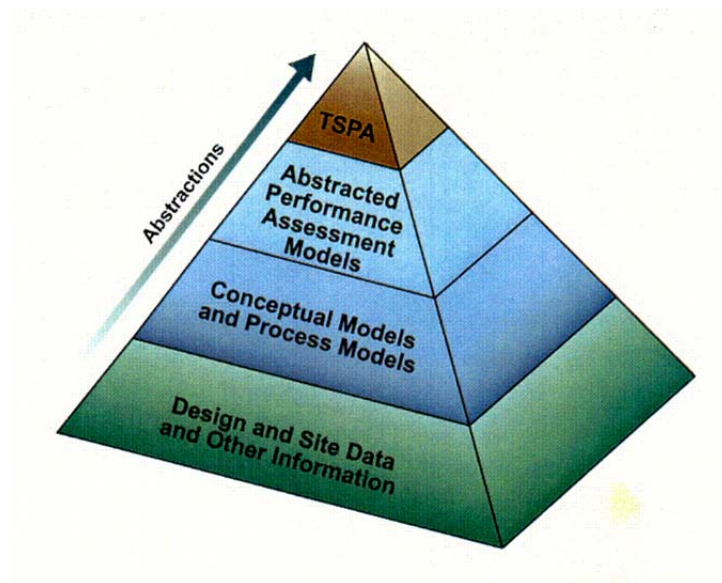 Abstractions
TSPA
Abstracted
Performance
Assessment
Models
Conceptual Models
and Process Models
Design and Site Data
and Other Information